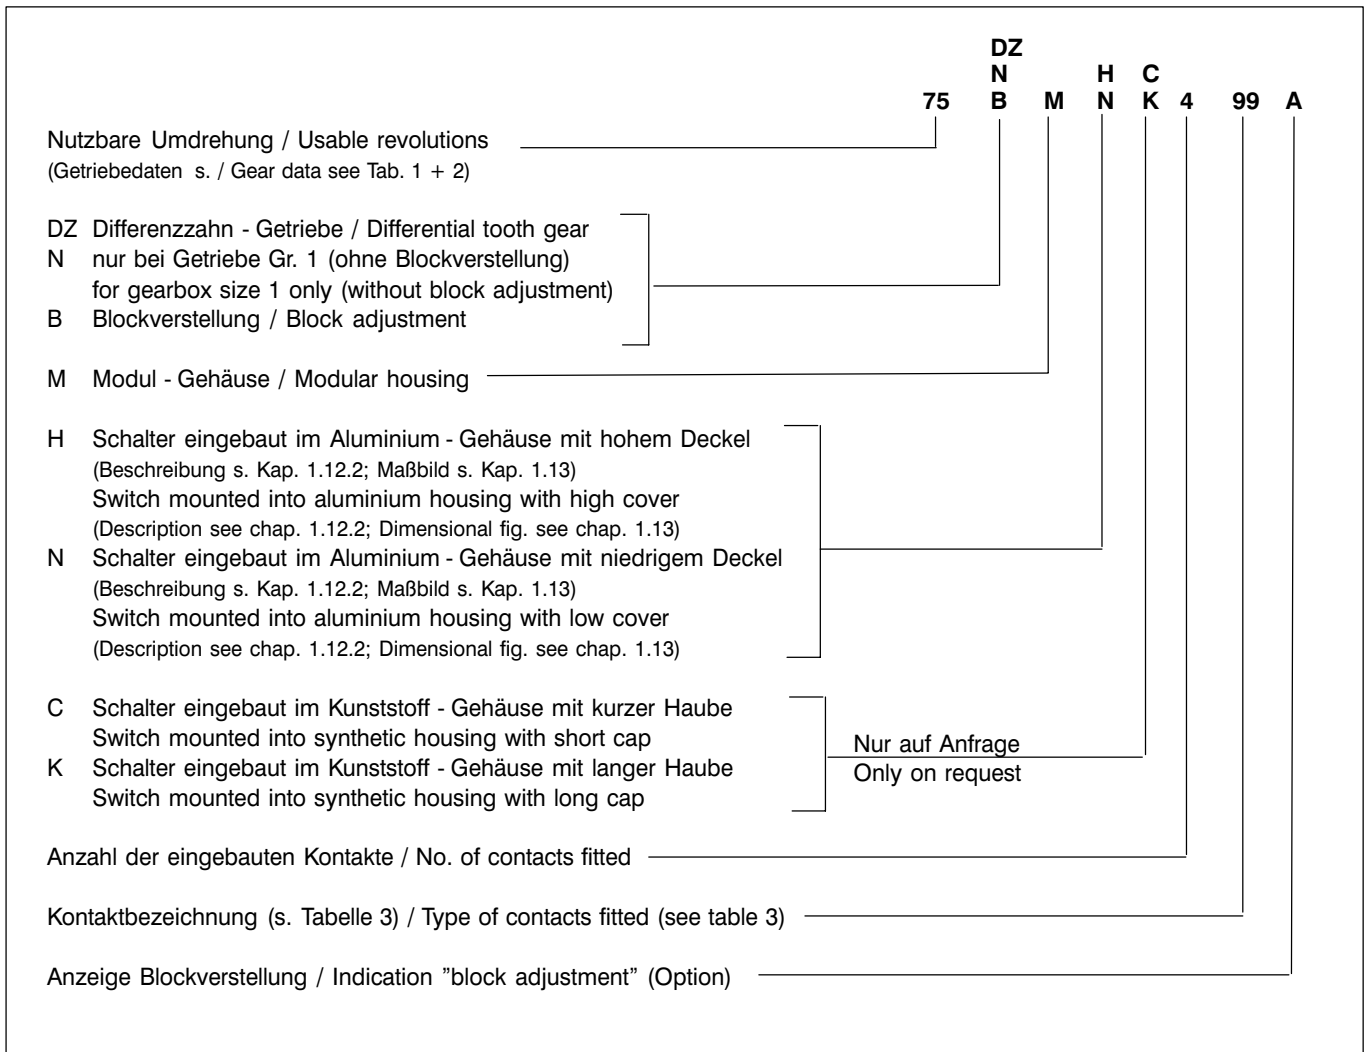 DZ
N H C
75 B M N K 4 99 A
Nutzbare Umdrehung / Usable revolutions
(Getriebedaten s. / Gear data see Tab. 1 + 2)
DZ Differenzzahn - Getriebe / Differential tooth gear
N nur bei Getriebe Gr. 1 (ohne Blockverstellung)
for gearbox size 1 only (without block adjustment)
B Blockverstellung / Block adjustment
M Modul - Gehäuse / Modular housing
H Schalter eingebaut im Aluminium - Gehäuse mit hohem Deckel
(Beschreibung s. Kap. 1.12.2; Maßbild s. Kap. 1.13)
Switch mounted into aluminium housing with high cover
(Description see chap. 1.12.2; Dimensional fig. see chap. 1.13)
N Schalter eingebaut im Aluminium - Gehäuse mit niedrigem Deckel
(Beschreibung s. Kap. 1.12.2; Maßbild s. Kap. 1.13)
Switch mounted into aluminium housing with low cover
(Description see chap. 1.12.2; Dimensional fig. see chap. 1.13)
C Schalter eingebaut im Kunststoff - Gehäuse mit kurzer Haube
Switch mounted into synthetic housing with short cap
K Schalter eingebaut im Kunststoff - Gehäuse mit langer Haube
Switch mounted into synthetic housing with long cap
Nur auf Anfrage
Only on request
Anzahl der eingebauten Kontakte / No. of contacts fitted
Kontaktbezeichnung (s. Tabelle 3) / Type of contacts fitted (see table 3)
Anzeige Blockverstellung / Indication ”block adjustment” (Option)